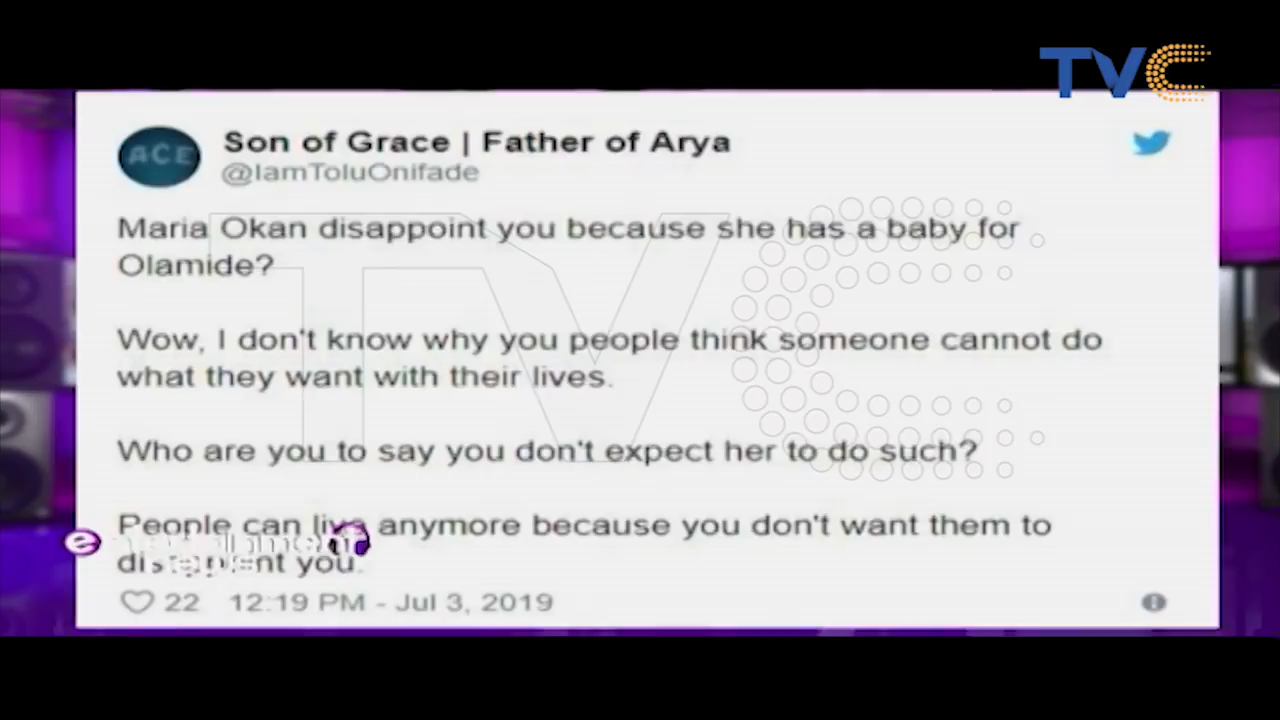 TVC
ACE
Son of Grace | Father of Arya
@IamToluOnifade
Maria Okan disappoint you because she has a baby for
Olamide?
Wow, I don't know why you people think someone cannot do
what they want with their lives.
Who are you to say you don't expect her to do such?
People can live anymore because you don't want them to
disappoint you.
22 12:19 PM - Jul 3, 2019
TVC